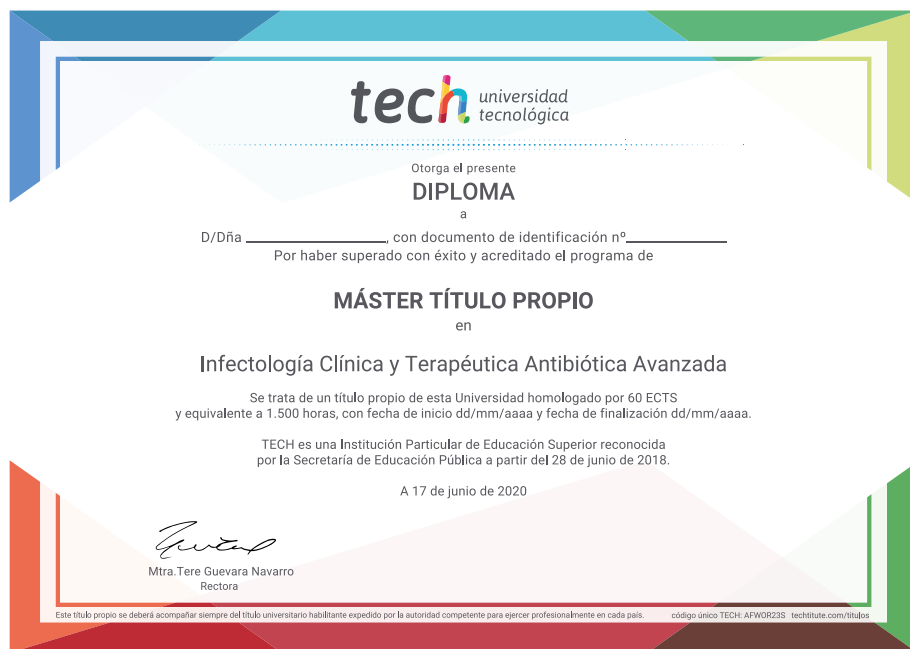 tech universidad
tecnológica
Otorga el presente
DIPLOMA
a
D/Dña ____________________, con documento de identificación nº______________
Por haber superado con éxito y acreditado el programa de
MÁSTER TÍTULO PROPIO
en
Infectología Clínica y Terapéutica Antibiótica Avanzada
Se trata de un título propio de esta Universidad homologado por 60 ECTS
y equivalente a 1.500 horas, con fecha de inicio dd/mm/aaaa y fecha de finalización dd/mm/aaaa.
TECH es una Institución Particular de Educación Superior reconocida
por la Secretaría de Educación Pública a partir del 28 de junio de 2018.
A 17 de junio de 2020
Mtra.Tere Guevara Navarro
Rectora
Este título propio se deberá acompañar siempre del título universitario habilitante expedido por la autoridad competente para ejercer profesionalmente en cada país. código único TECH: AFWOR23S techtitute.com/titulos